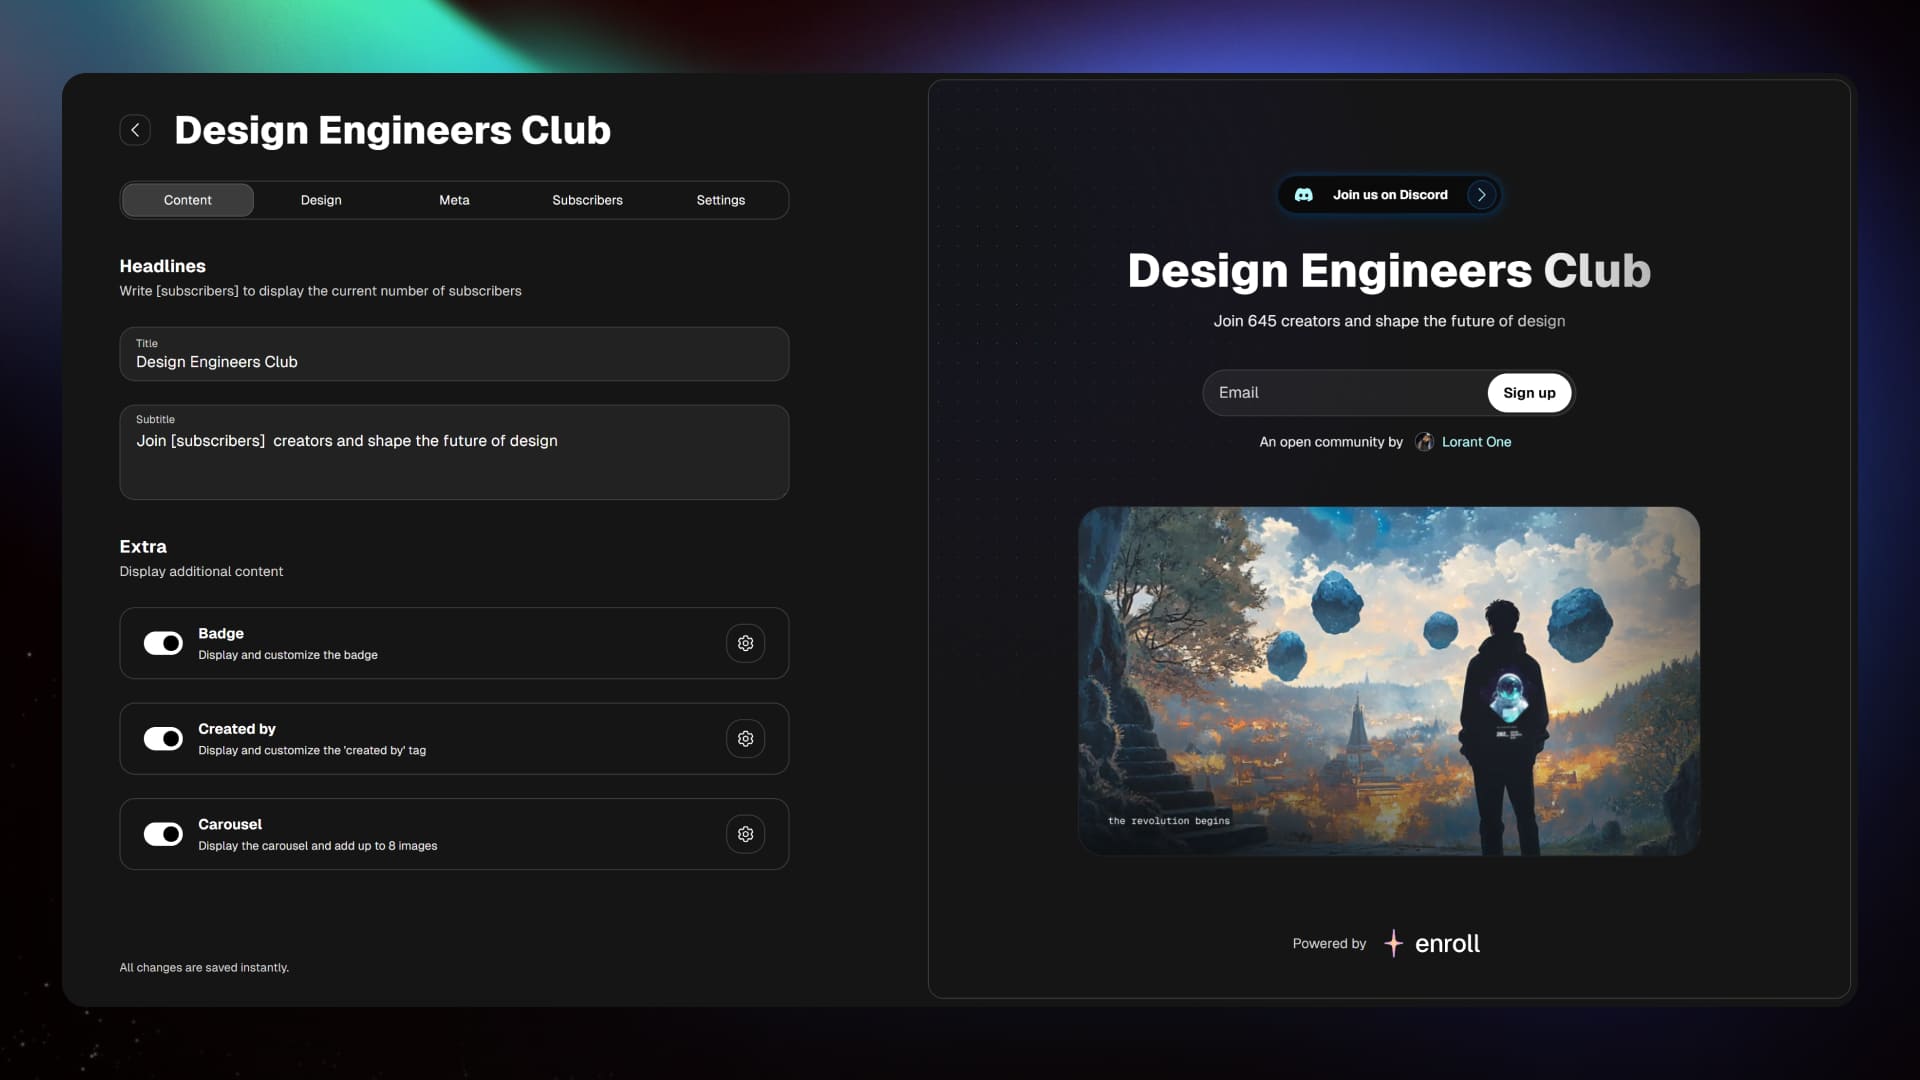 Design Engineers Club
Content
Design
Meta
Subscribers
Settings
Headlines
Write [subscribers] to display the current number of subscribers
Title
Design Engineers Club
Subtitle
Join [subscribers]  creators and shape the future of design
Extra
Display additional content
Badge
Display and customize the badge
Created by
Display and customize the 'created by' tag
Carousel
Display the carousel and add up to 8 images
All changes are saved instantly.
Join us on Discord
Design Engineers Club
Join 645 creators and shape the future of design
Email
Sign up
An open community by Lorant One
the revolution begins
Powered by enroll